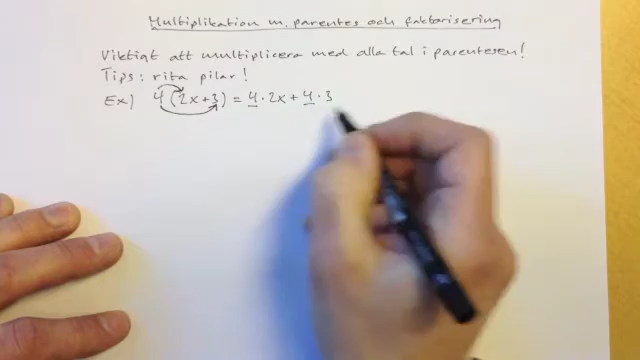 Multiplikation m. parentes och faktorisering
Viktigt att multiplicera med alla tal i parentesen!
Tips: rita pilar!
Ex) 4(2x+3) = 4·2x + 4·3